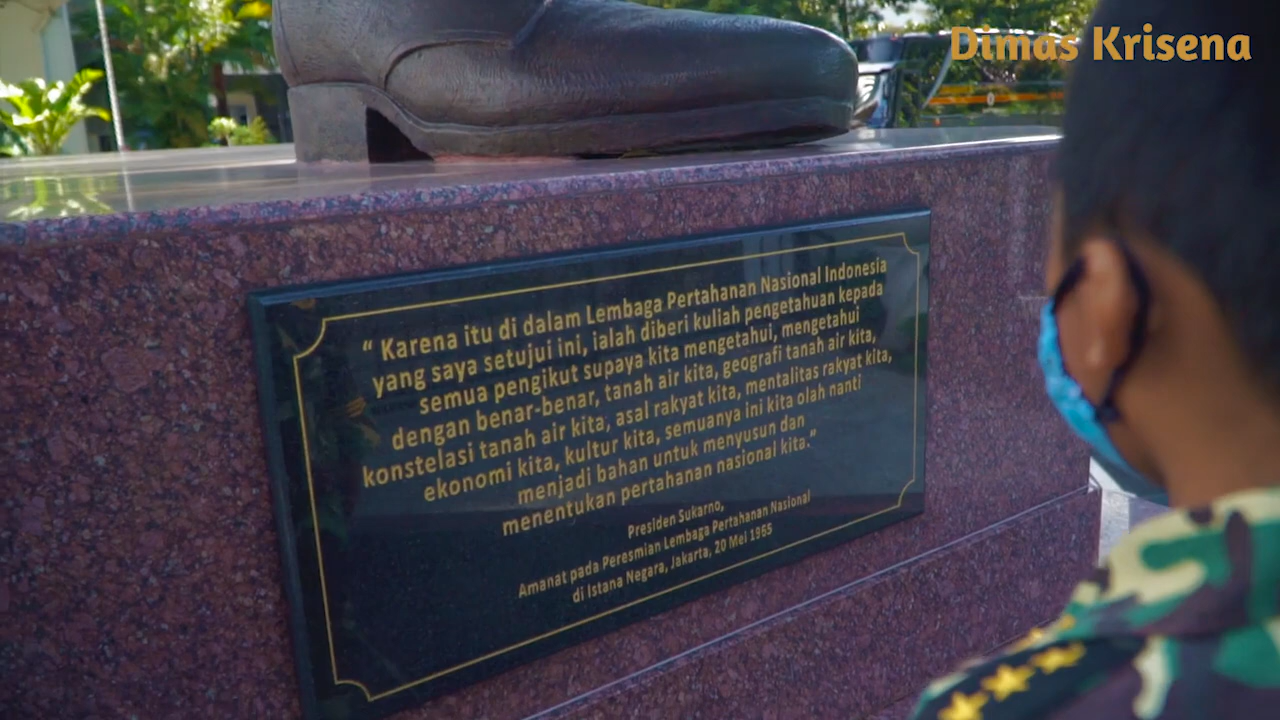 Dimas Krisena
“ Karena itu di dalam Lembaga Pertahanan Nasional Indonesia
yang saya setujui ini, ialah diberi kuliah pengetahuan kepada
semua pengikut supaya kita mengetahui, mengetahui
dengan benar-benar, tanah air kita, geografi tanah air kita,
konstelasi tanah air kita, asal rakyat kita, mentalitas rakyat kita,
ekonomi kita, kultur kita, semuanya ini kita olah nanti
menjadi bahan untuk menyusun dan
menentukan pertahanan nasional kita.”
Presiden Sukarno,
Amanat pada Peresmian Lembaga Pertahanan Nasional
di Istana Negara, Jakarta, 20 Mei 1965